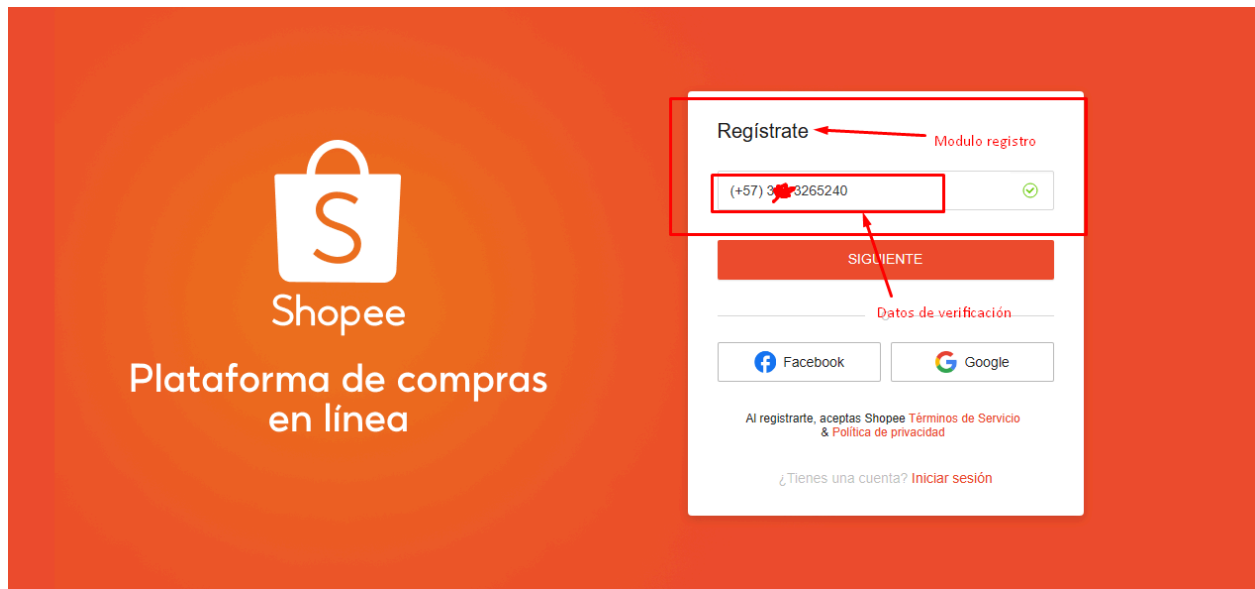 Regístrate
Modulo registro
(+57) 3 3265240
SIGUIENTE
Datos de verificación
Facebook
Google
Al registrarte, aceptas Shopee Términos de Servicio
& Política de privacidad
¿Tienes una cuenta? Iniciar sesión
S
Shopee
Plataforma de compras
en línea